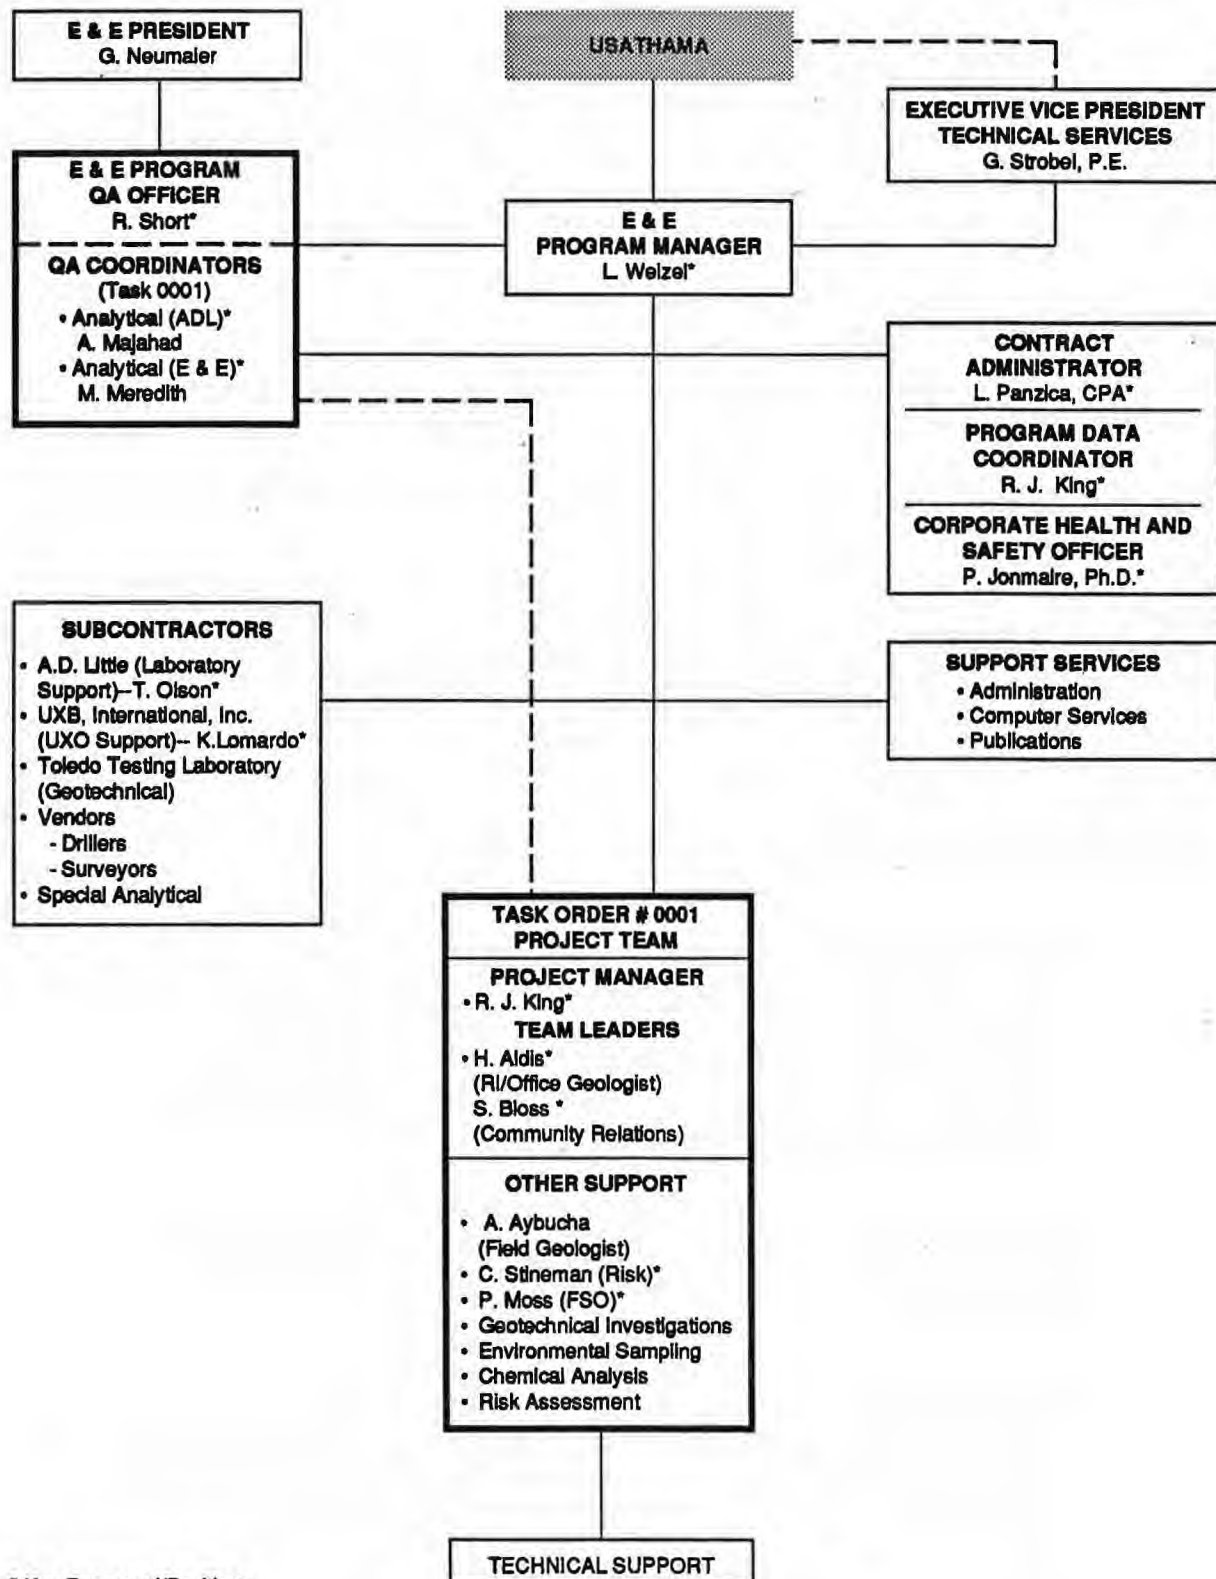 E & E PRESIDENT
G. Neumaier
USATHAMA
EXECUTIVE VICE PRESIDENT
TECHNICAL SERVICES
G. Strobel, P.E.
E & E PROGRAM
QA OFFICER
R. Short*
QA COORDINATORS
(Task 0001)
• Analytical (ADL)*
A. Majahad
• Analytical (E & E)*
M. Meredith
E & E
PROGRAM MANAGER
L. Welzel*
CONTRACT
ADMINISTRATOR
L. Panzica, CPA*
PROGRAM DATA
COORDINATOR
R. J. King*
CORPORATE HEALTH AND
SAFETY OFFICER
P. Jonmaire, Ph.D.*
SUBCONTRACTORS
• A.D. Little (Laboratory
Support)--T. Olson*
• UXB, International, Inc.
(UXO Support)-- K.Lomardo*
• Toledo Testing Laboratory
(Geotechnical)
• Vendors
- Drillers
- Surveyors
• Special Analytical
SUPPORT SERVICES
• Administration
• Computer Services
• Publications
TASK ORDER # 0001
PROJECT TEAM
PROJECT MANAGER
• R. J. King*
TEAM LEADERS
• H. Aldis*
(RI/Office Geologist)
S. Bloss *
(Community Relations)
OTHER SUPPORT
• A. Aybucha
(Field Geologist)
• C. Stineman (Risk)*
• P. Moss (FSO)*
• Geotechnical Investigations
• Environmental Sampling
• Chemical Analysis
• Risk Assessment
TECHNICAL SUPPORT